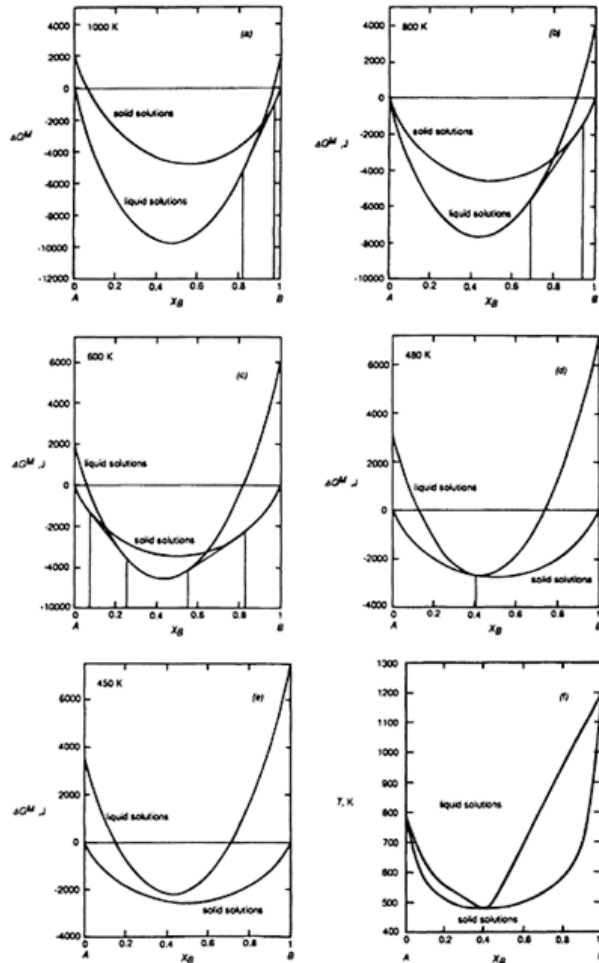 1000 K
(a)
4000
2000
0
-2000
-4000
-6000
-8000
-10000
-12000
ΔGᴹ
solid solutions
liquid solutions
0 0.2 0.4 0.6 0.8 1
A X_B B
800 K
(b)
4000
2000
0
-2000
-4000
-6000
-8000
-10000
ΔGᴹ ,J
solid solutions
liquid solutions
0 0.2 0.4 0.6 0.8 1
A X_B B
600 K
(c)
6000
4000
2000
0
-2000
-4000
-10000
ΔGᴹ ,J
liquid solutions
solid solutions
0 0.2 0.4 0.6 0.8 1
A X_B B
480 K
(d)
6000
4000
2000
0
-2000
-4000
ΔGᴹ ,J
liquid solutions
solid solutions
0 0.2 0.4 0.6 0.8 1
A X_B B
450 K
(e)
6000
4000
2000
0
-2000
-4000
ΔGᴹ ,J
liquid solutions
solid solutions
0 0.2 0.4 0.6 0.8 1
A X_B B
(f)
1300
1200
1100
1000
900
800
700
600
500
400
T, K
liquid solutions
solid solutions
0 0.2 0.4 0.6 0.8 1
A X_B